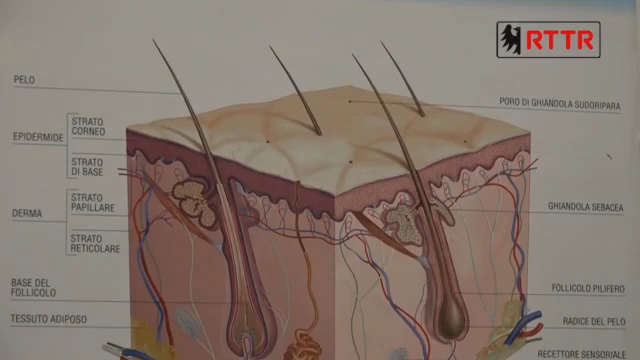 RTTR
PELO
PORO DI GHIANDOLA SUDORIPARA
EPIDERMIDE
STRATO
CORNEO
STRATO
DI BASE
DERMA
STRATO
PAPILLARE
STRATO
RETICOLARE
GHIANDOLA SEBACEA
BASE DEL
FOLLICOLO
TESSUTO ADIPOSO
FOLLICOLO PILIFERO
RADICE DEL PELO
RECETTORE SENSORIALE